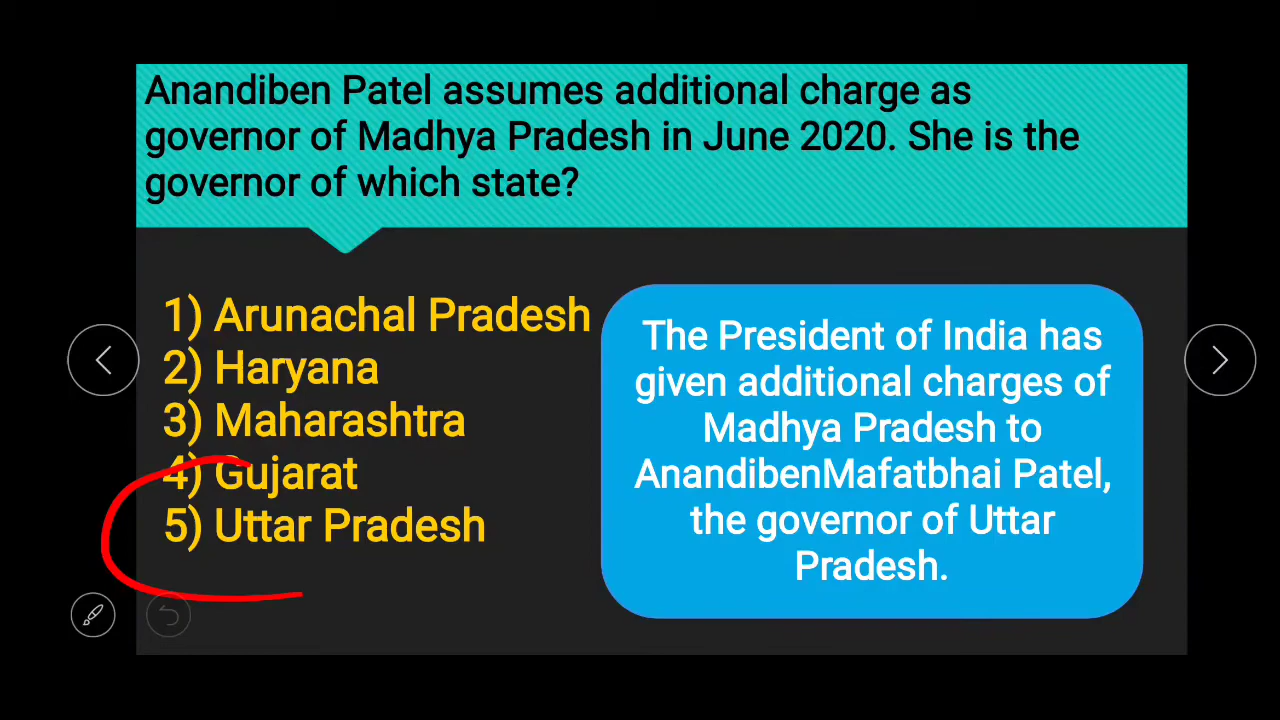 Anandiben Patel assumes additional charge as
governor of Madhya Pradesh in June 2020. She is the
governor of which state?
1) Arunachal Pradesh
2) Haryana
3) Maharashtra
4) Gujarat
5) Uttar Pradesh
The President of India has
given additional charges of
Madhya Pradesh to
AnandibenMafatbhai Patel,
the governor of Uttar
Pradesh.